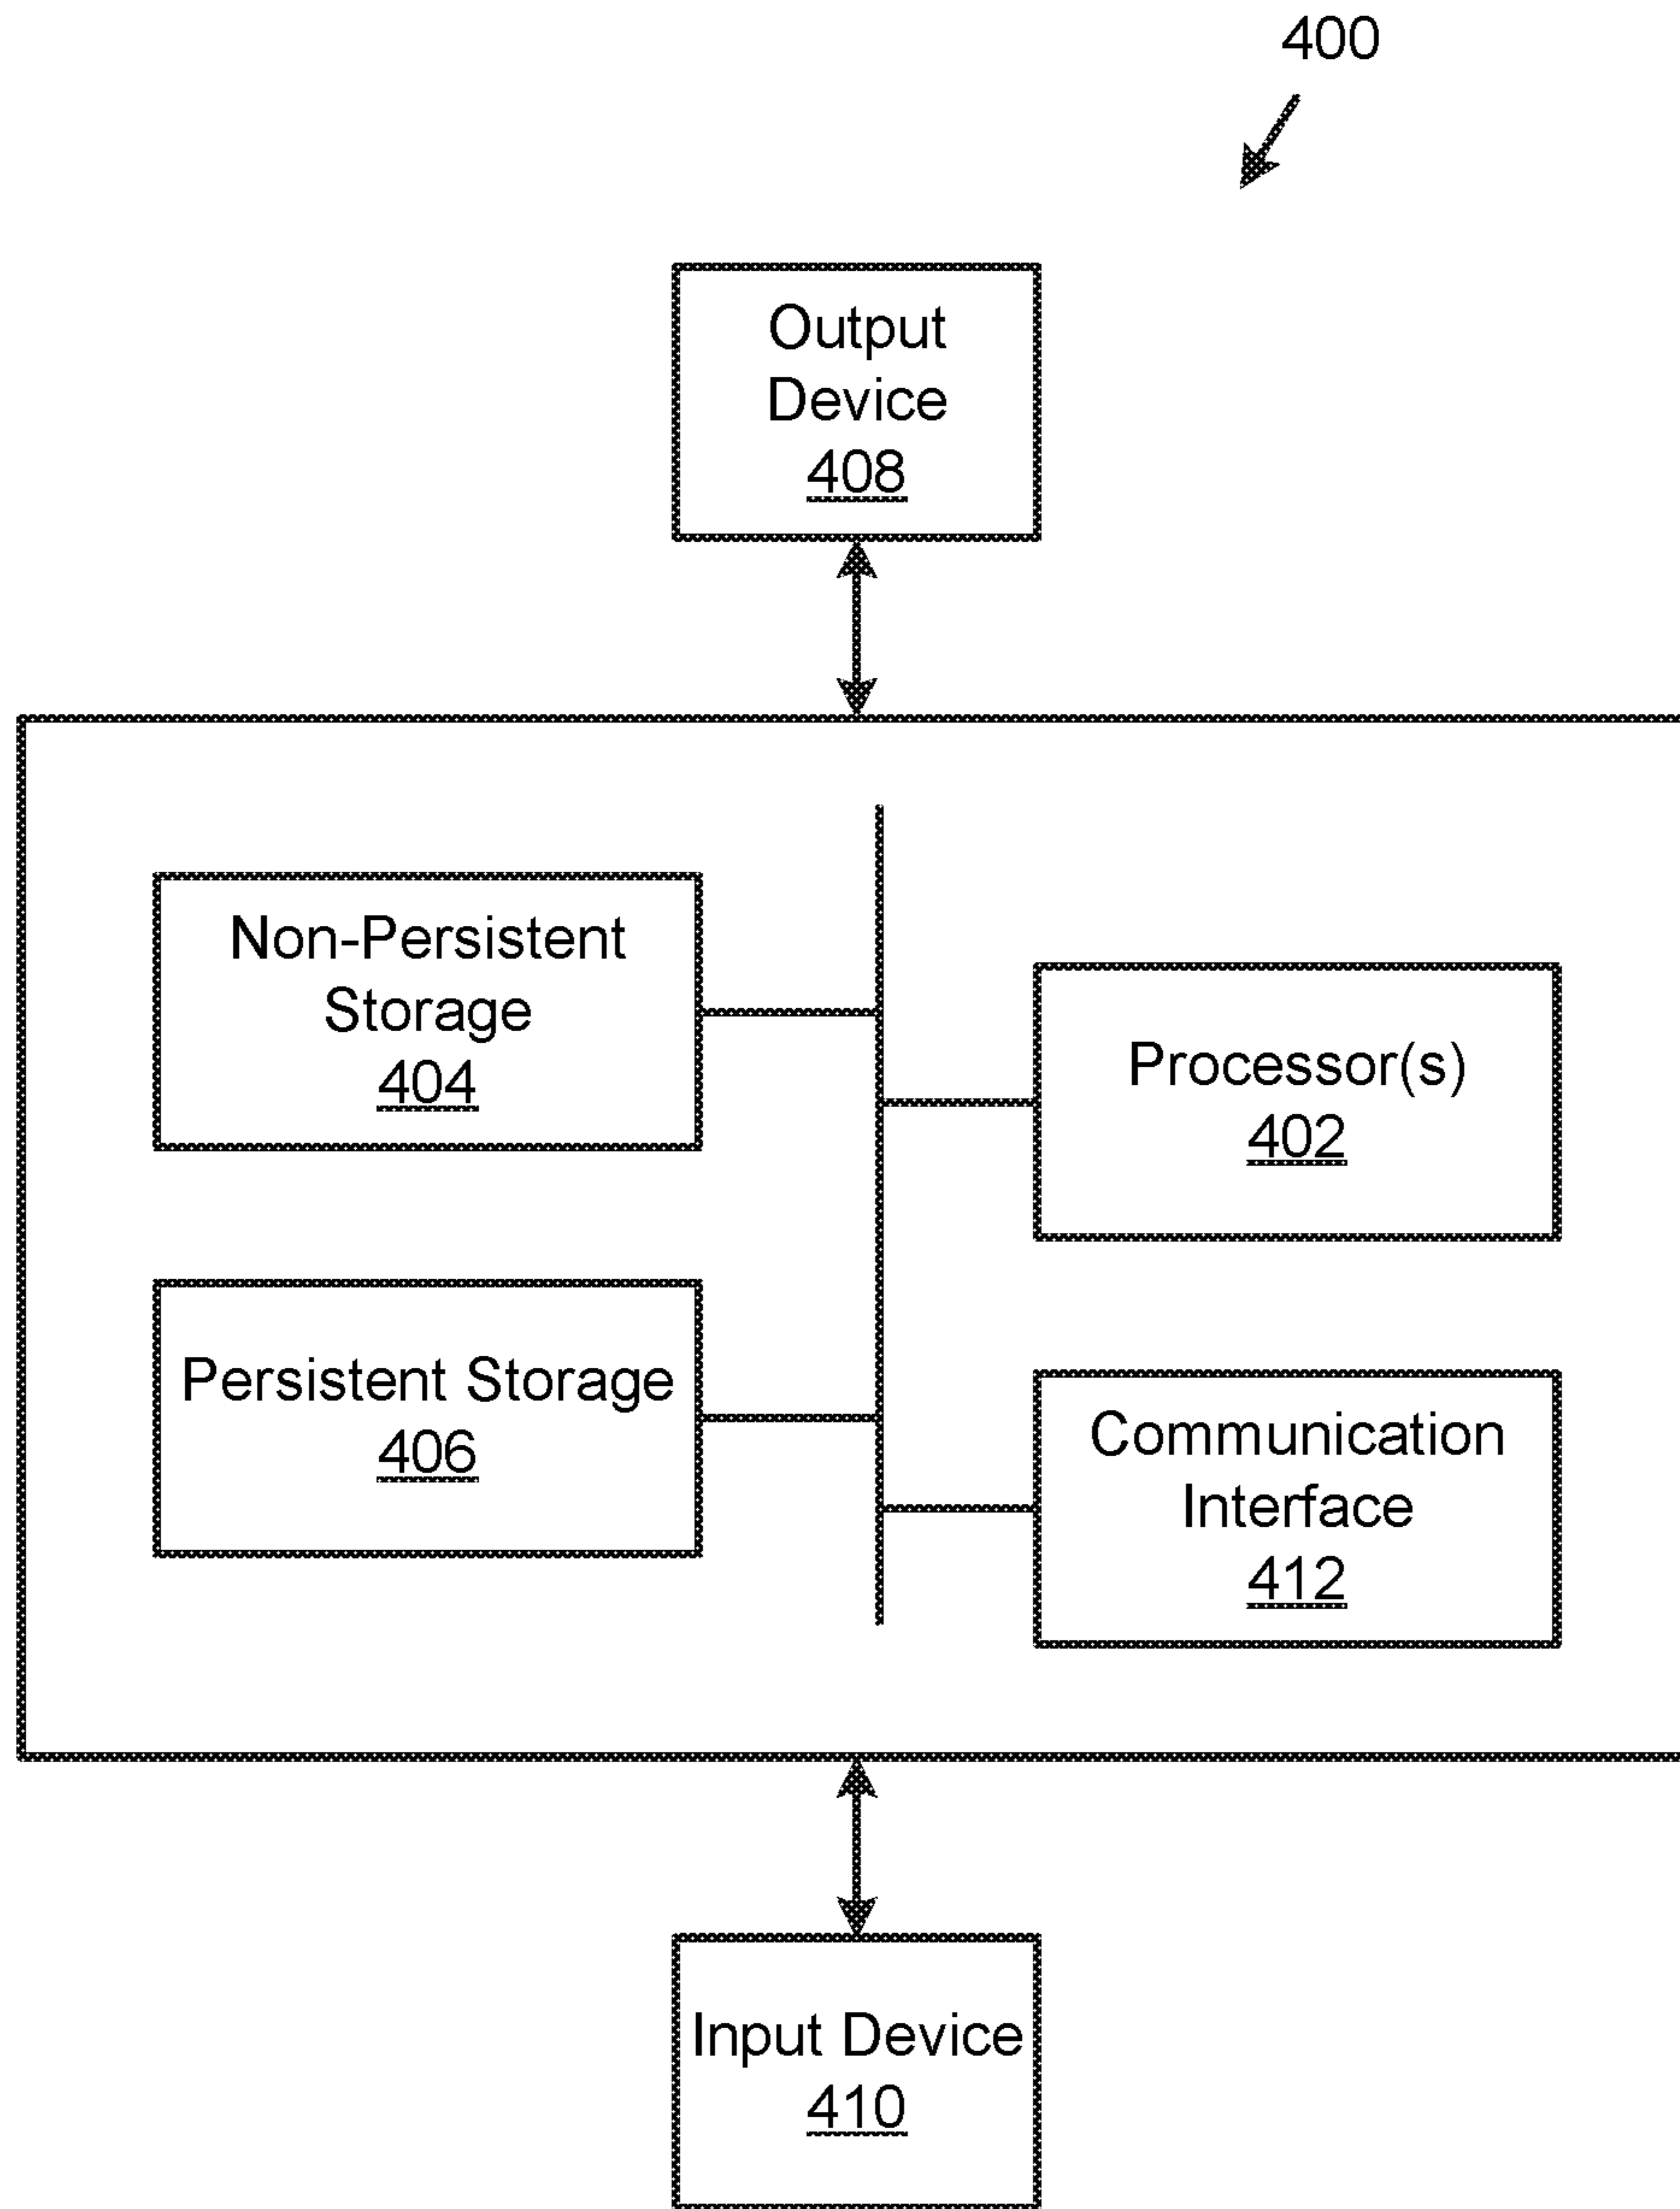 400
Output
Device
408
Non-Persistent
Storage
404
Processor(s)
402
Persistent Storage
406
Communication
Interface
412
Input Device
410